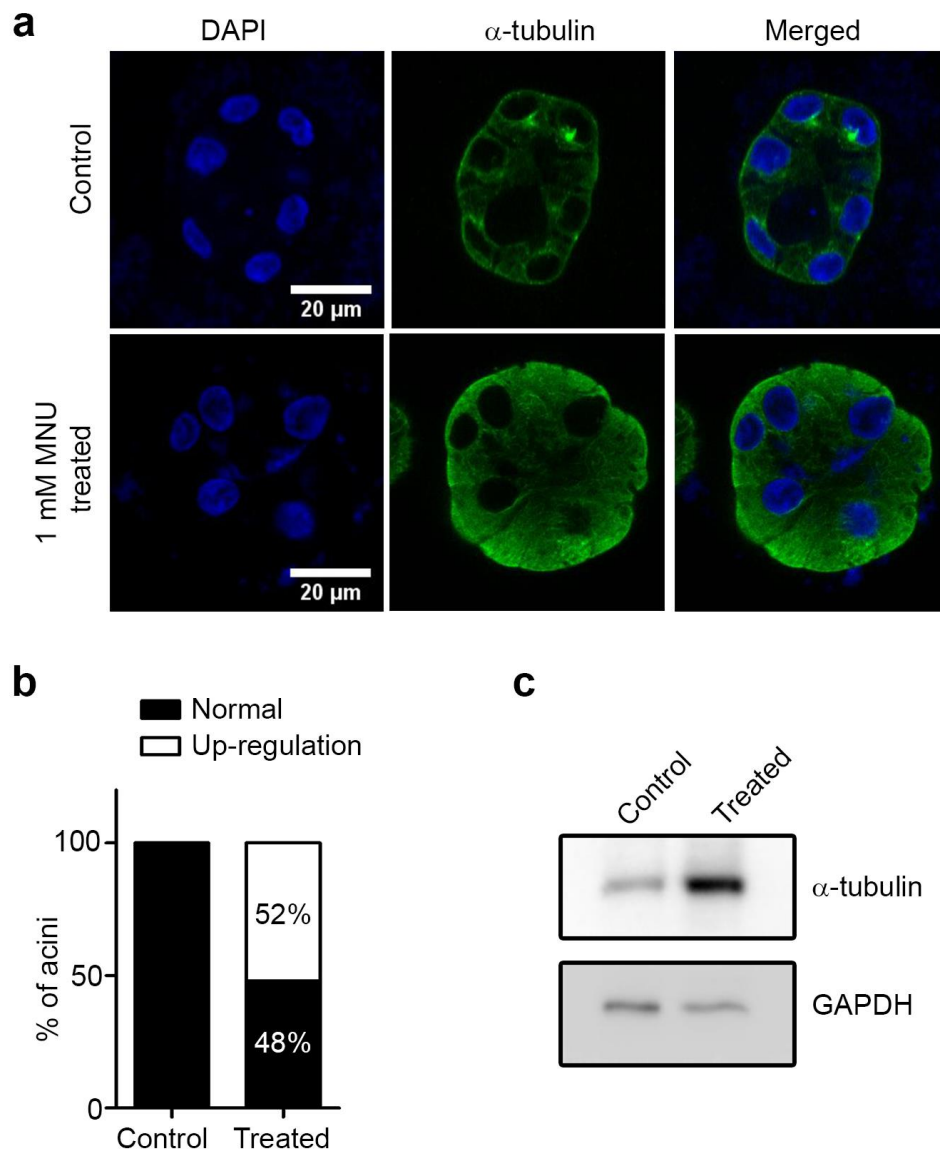 a
DAPI
α-tubulin
Merged
Control
20 µm
1 mM MNU
treated
20 µm
b
Normal
Up-regulation
% of acini
100
50
0
52%
48%
Control
Treated
c
Control
Treated
α-tubulin
GAPDH